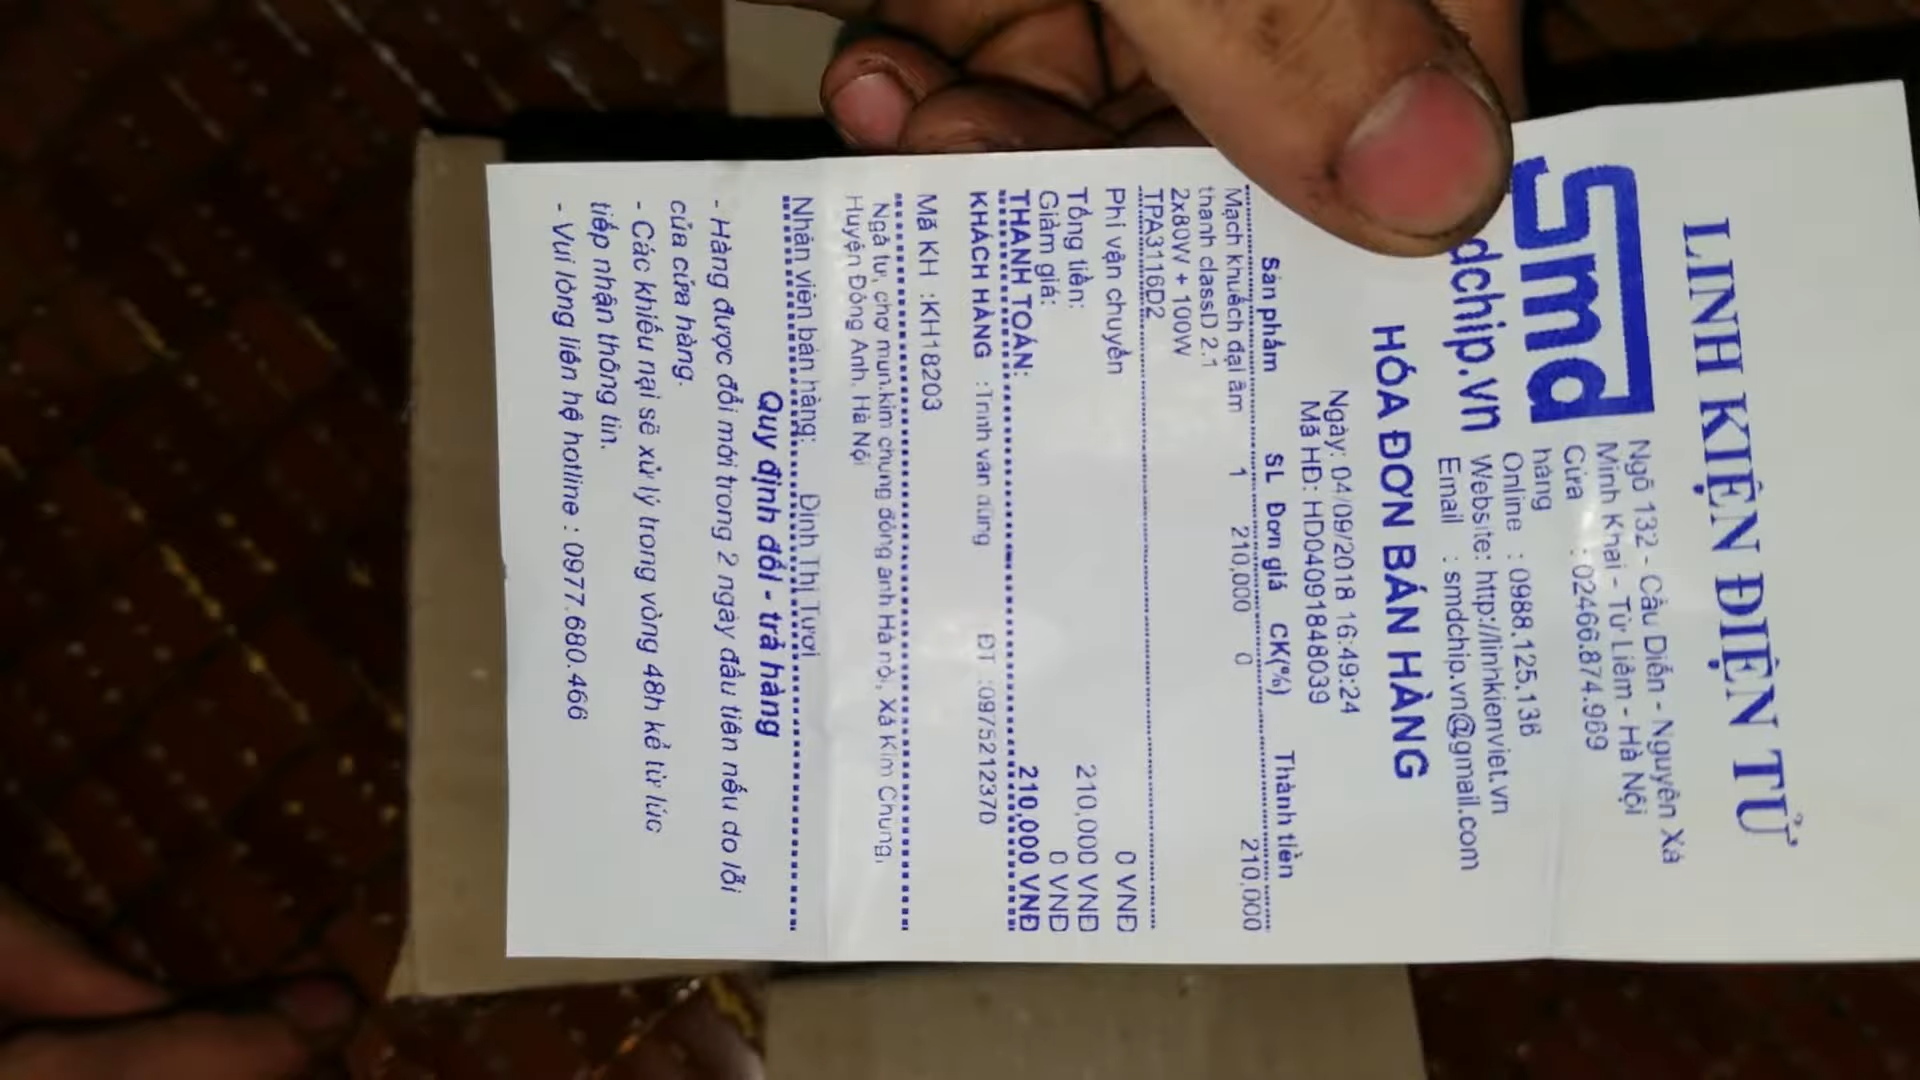 LINH KIỆN ĐIỆN TỬ
smd
dchip.vn
Ngõ 132 - Cầu Diễn - Nguyên Xá
Minh Khai - Từ Liêm - Hà Nội
Cửa hàng : 02466.874.969
Online : 0988.125.136
Website: http://linhkienviet.vn
Email : smdchip.vn@gmail.com
HÓA ĐƠN BÁN HÀNG
Ngày: 04/09/2018 16:49:24
Mã HĐ: HD04091848039
Sản phẩm SL Đơn giá CK(%) Thành tiền
Mạch khuếch đại âm 1 210,000 0 210,000
thanh classD 2.1
2x80W + 100W
TPA3116D2
Phí vận chuyển 0 VNĐ
Tổng tiền: 210,000 VNĐ
Giảm giá: 0 VNĐ
THANH TOÁN: 210,000 VNĐ
KHÁCH HÀNG : Trinh van dũng ĐT :0975212370
Mã KH :KH18203
Ngã tư, chợ mun,kim chung đông anh Hà nội, Xã Kim Chung,
Huyện Đông Anh, Hà Nội
Nhân viên bán hàng: Đinh Thị Tươi
Quy định đổi - trả hàng
- Hàng được đổi mới trong 2 ngày đầu tiên nếu do lỗi
của cửa hàng.
- Các khiếu nại sẽ xử lý trong vòng 48h kể từ lúc
tiếp nhận thông tin.
- Vui lòng liên hệ hotline : 0977.680.466